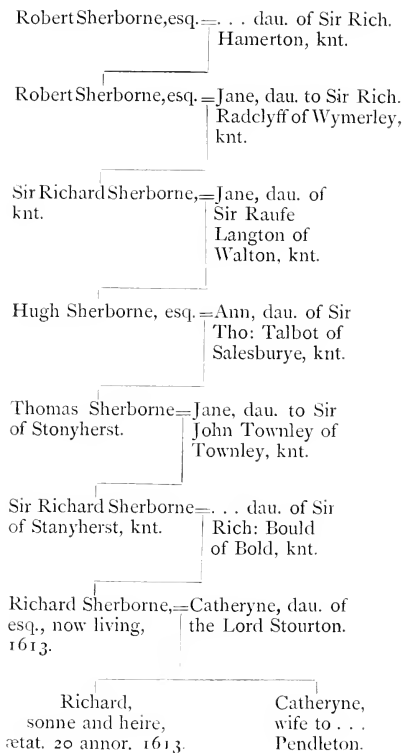 Robert Sherborne, esq. = . . . dau. of Sir Rich.
Hamerton, knt.
Robert Sherborne, esq. = Jane, dau. to Sir Rich.
Radclyff of Wymerley,
knt.
Sir Richard Sherborne, = Jane, dau. of
knt. Sir Raufe
Langton of
Walton, knt.
Hugh Sherborne, esq. = Ann, dau. of Sir
Tho: Talbot of
Salesburye, knt.
Thomas Sherborne = Jane, dau. to Sir
of Stonyherst. John Townley of
Townley, knt.
Sir Richard Sherborne = . . . dau. of Sir
of Stanyherst, knt. Rich: Bould
of Bold, knt.
Richard Sherborne, = Catheryne, dau. of
esq., now living, the Lord Stourton.
1613.
Richard, Catheryne,
sonne and heire, wife to . . .
ætat. 20 annor. 1613. Pendleton.